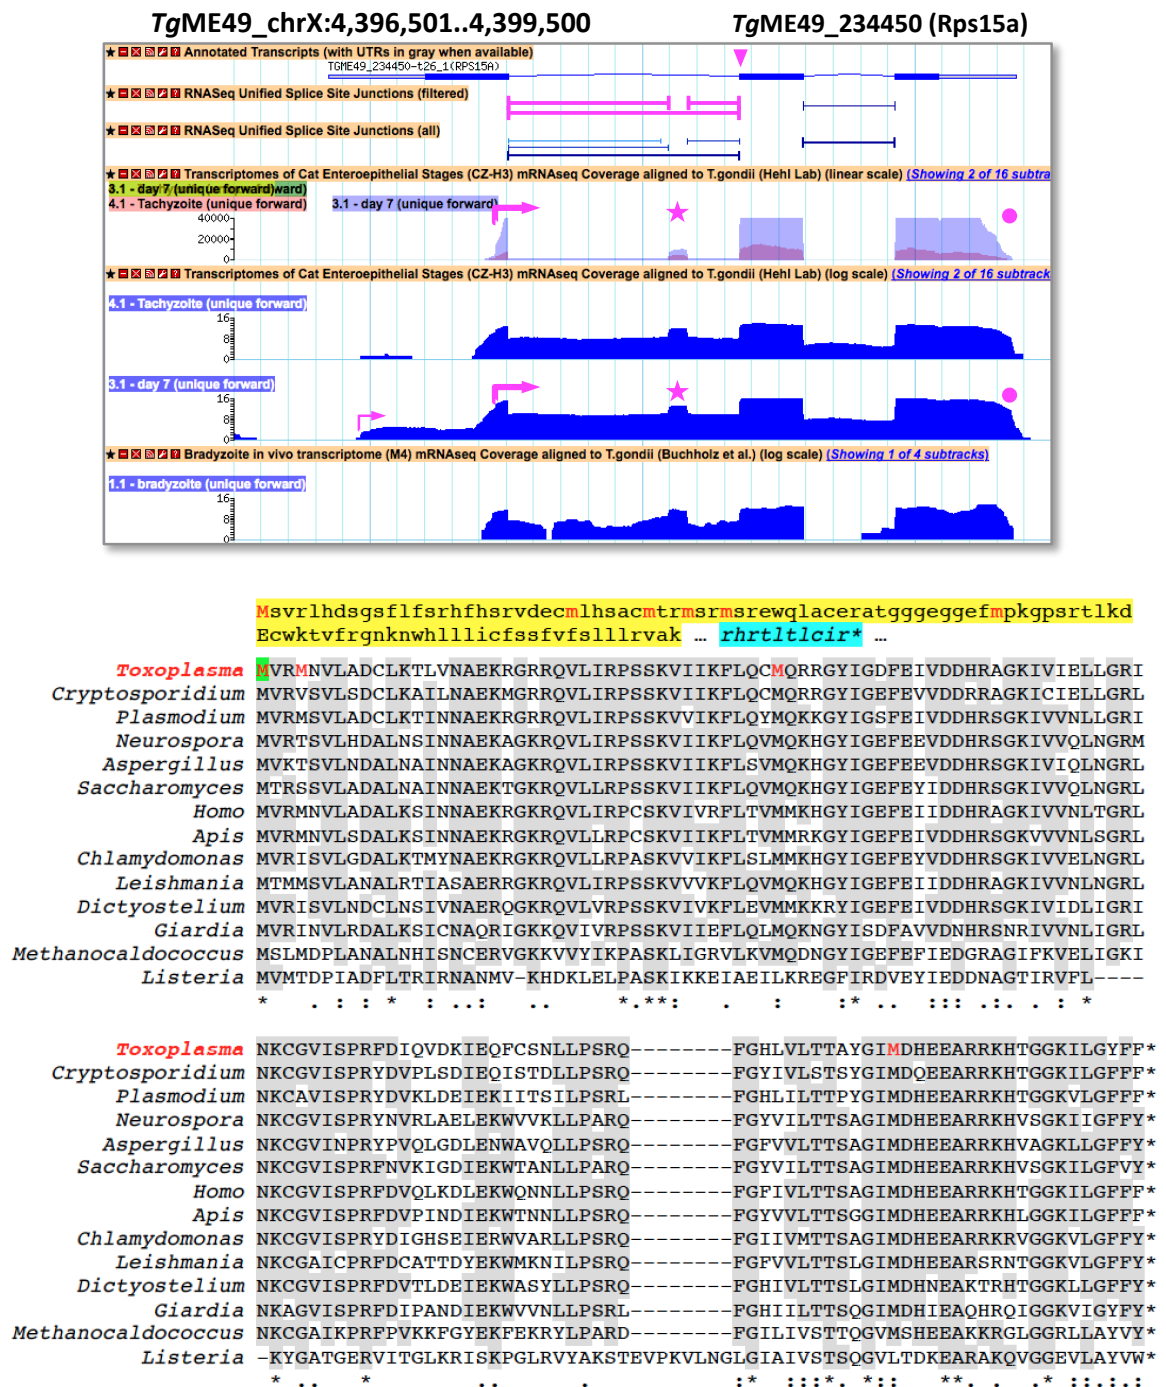 TgME49_chrX:4,396,501..4,399,500
TgME49_234450 (Rps15a)
Annotated Transcripts (with UTRs in gray when available)
TGME49_234450-t26_1(RPS15A)
RNASeq Unified Splice Site Junctions (filtered)
RNASeq Unified Splice Site Junctions (all)
Transcriptomes of Cat Enteroepithelial Stages (CZ-H3) mRNASeq Coverage aligned to T.gondii (Hehl Lab) (linear scale) (Showing 2 of 16 subtra
3.1 - day 7 (unique forward)
4.1 - Tachyzoite (unique forward)
3.1 - day 7 (unique forward)
40000
20000
0
Transcriptomes of Cat Enteroepithelial Stages (CZ-H3) mRNAseq Coverage aligned to T.gondii (Hehl Lab) (log scale) (Showing 2 of 16 subtrack
4.1 - Tachyzoite (unique forward)
16
8
0
3.1 - day 7 (unique forward)
16
8
0
Bradyzoite in vivo transcriptome (M4) mRNAseq Coverage aligned to T.gondii (Buchholz et al.) (log scale) (Showing 1 of 4 subtracks)
1.1 - bradyzoite (unique forward)
16
8
0
Msvrlhdsgsflfsrhfhsrvdecmlhsacmtrmsrmsrewqlaceratgggeggefmpkgpsrtlkd
Ecwktvfrgnknwhllllicfssfvfslllrvak … rhrtltlcir* …
Toxoplasma MVRMNVLADCLKTLVNAEKRGRRQVLIRPSSKVIIKFLQCMQRRGYIGDFEIVDDHRAGKIVIELLGRI
Cryptosporidium MVRVSVLSDCLKAILNAEKMGRRQVLIRPSSKVIIKFLQCMQRRGYIGEFEVVDDRRAGKICIELLGRL
Plasmodium MVRMSVLADCLKTINNAEKRGRRQVLIRPSSKVVIKFLQYMQKKGYIGSFEIVDDHRSGKIVVNLLGRI
Neurospora MVRTSVLHDALNSINNAEKAGKRQVLIRPSSKVIIKFLQVMQKHGYIGEFEEVDDHRSGKIVVQLNGRM
Aspergillus MVKTSVLNDALNAINNAEKAGKRQVLIRPSSKVIIKFLSVMQKHGYIGEFEEVDDHRSGKIVIQLNGRL
Saccharomyces MTRSSVLADALNAINNAEKTGKRQVLLRPSSKVIIKFLQVMQKHGYIGEFEYIDDHRSGKIVVQLNGRL
Homo MVRMNVLADALKSINNAEKRGKRQVLIRPCSKVIVRFLTVMMKHGYIGEFEIIDDHRAGKIVVNLTGRL
Apis MVRMNVLSDALKSINNAEKRGKRQVLLRPCSKVIIKFLTVMMRKGYIGEFEIVDDHRSGKVVVNLSGRL
Chlamydomonas MVRISVLGDALKTMYNAEKRGKRQVLLRPASKVVIKFLSLMMKHGYIGEFEYVDDHRSGKIVVELNGRL
Leishmania MTMMSVLANALRTIASAERRGKRQVLIRPSSKVVVKFLQVMQKHGYIGEFEIIDDHRAGKIVVNLNGRL
Dictyostelium MVRISVLNDCLNSIVNAERQGKRQVLVRPSSKVIVKFLEVMMKKRYIGEFEIVDDHRSGKIVIDLIGRI
Giardia MVRINVLRDALKSICNAQRIGKKQVIVRPSSKVIIEFLQLMQKNGYISDFAVVDNHRSNRIVVNLIGRL
Methanocaldococcus MSLMDPLANALNHISNCERVGKKVVYIKPASKLIGRVLKVMQDNGYIGEFEFIEDGRAGIFKVELIGKI
Listeria MVMTDPIADFLTRIRNANMV-KHDKLELPASKIKKEIAEILKREGFIRDVEYIEDDNAGTIRVFL----
* . : : * : ..: .. *.**: . : :* .. ::: .:. . : *
Toxoplasma NKCGVISPRFDIQVDKIEQFCSNLLPSRQ--------FGHLVLTTAYGIMDHEEARRKHTGGKILGYFF*
Cryptosporidium NKCGVISPRYDVPLSDIEQISTDLLPSRQ--------FGYIVLSTSYGIMDQEEARRKHTGGKILGFFF*
Plasmodium NKCAVISPRYDVKLDEIEKIITSILPSRL--------FGHLILTTPYGIMDHEEARRKHTGGKVLGFFF*
Neurospora NKCGVISPRYNVRLAELEKWVVKLLPARQ--------FGYVILTTSAGIMDHEEARRKHVSGKIIGFFY*
Aspergillus NKCGVINPRYPVQLGDLENWAVQLLPARQ--------FGFVVLTTSAGIMDHEEARRKHVAGKLLGFFY*
Saccharomyces NKCGVISPRFNVKIGDIEKWTANLLPARQ--------FGYVILTTSAGIMDHEEARRKHVSGKILGFVY*
Homo NKCGVISPRFDVQLKDLEKWQNNLLPSRQ--------FGFIVLTTSAGIMDHEEARRKHTGGKILGFFF*
Apis NKCGVISPRFDVPINDIEKWTNNLLPSRQ--------FGYVVLTTSGGIMDHEEARRKHLGGKILGFFF*
Chlamydomonas NKCGVISPRYDIGHSEIERWVARLLPSRQ--------FGIIVMTTSAGIMDHEEARRKRVGGKVLGFFY*
Leishmania NKCGAICPRFDCATTDYEKWMKNILPSRQ--------FGFVVLTTSLGIMDHEEARSRNTGGKVLGFFY*
Dictyostelium NKCGVISPRFDVTLDEIEKWASYLLPSRQ--------FGHIVLTTSLGIMDHNEAKTRHTGGKLLGFFY*
Giardia NKAGVISPRFDIPANDIEKWVVNLLPSRL--------FGHIILTTSQGIMDHIEAQHRQIGGKVIGYFY*
Methanocaldococcus NKCGAIKPRFPVKKFGYEKFEKRYLPARD--------FGILIVSTTQGVMSHEEAKKRGLGGRLLAYVY*
Listeria -KYGATGERVITGLKRISKPGLRVYAKSTEVPKVLNGLGIAIVSTSQGVLTDKEARAKQVGGEVLAYVW*
* .. * .. . :* :::*.*:: . **. . .* ::.:.: